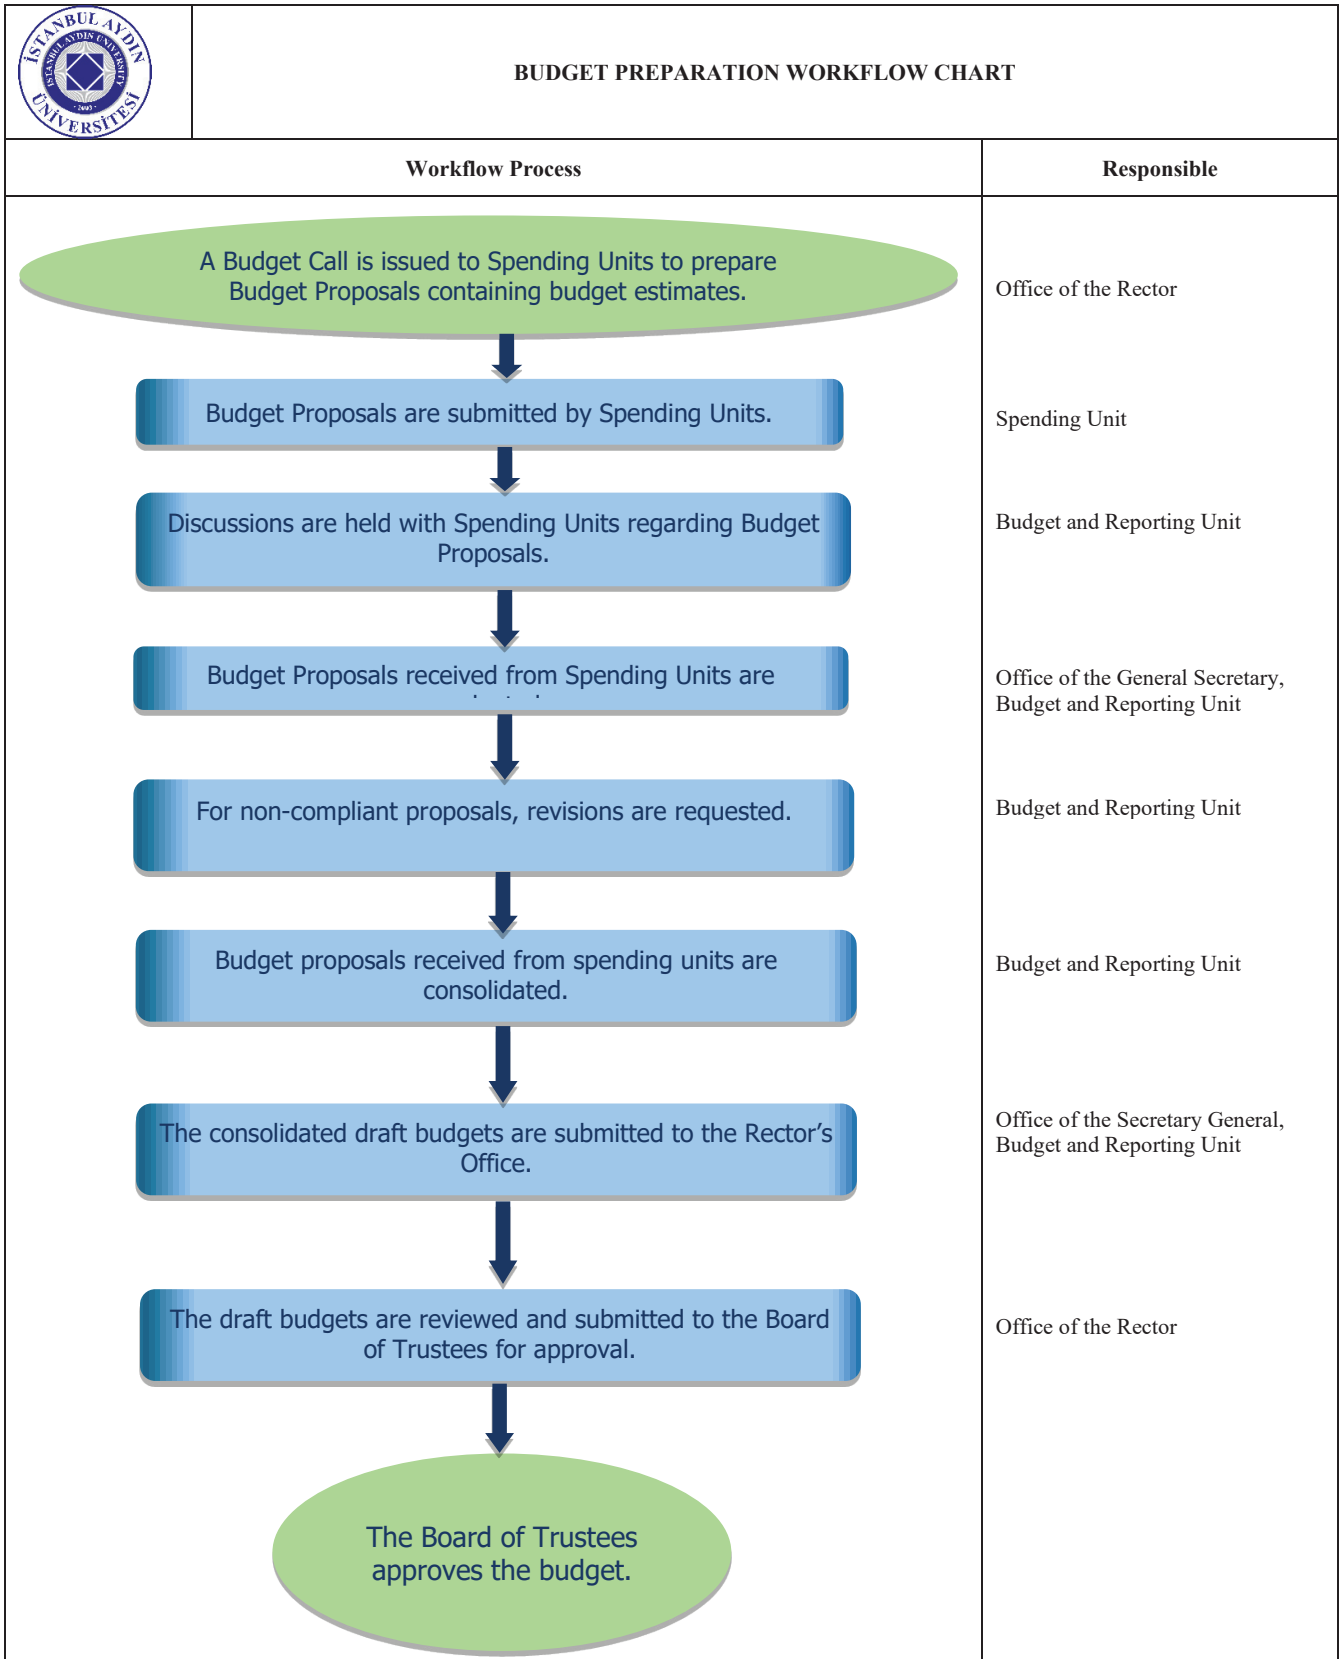 İSTANBUL AYDIN
ÜNİVERSİTESİ
ISTANBUL AYDIN UNIVERSITY
· 2003 ·
BUDGET PREPARATION WORKFLOW CHART
Workflow Process
Responsible
A Budget Call is issued to Spending Units to prepare
Budget Proposals containing budget estimates.
Office of the Rector
Budget Proposals are submitted by Spending Units.
Spending Unit
Discussions are held with Spending Units regarding Budget
Proposals.
Budget and Reporting Unit
Budget Proposals received from Spending Units are
Office of the General Secretary,
Budget and Reporting Unit
For non-compliant proposals, revisions are requested.
Budget and Reporting Unit
Budget proposals received from spending units are
consolidated.
Budget and Reporting Unit
The consolidated draft budgets are submitted to the Rector’s
Office.
Office of the Secretary General,
Budget and Reporting Unit
The draft budgets are reviewed and submitted to the Board
of Trustees for approval.
Office of the Rector
The Board of Trustees
approves the budget.